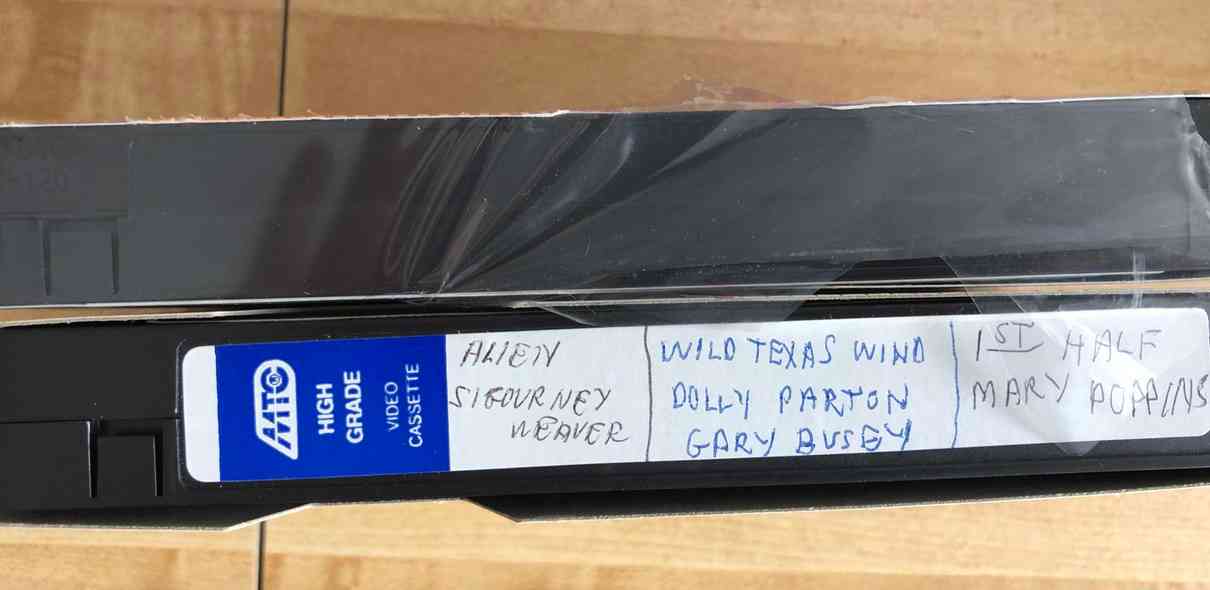 -120
MTC
HIGH
GRADE
VIDEO
CASSETTE
ALIEN
SIGOURNEY
WEAVER
WILD TEXAS WIND
DOLLY PARTON
GARY BUSEY
1ST HALF
MARY POPPINS